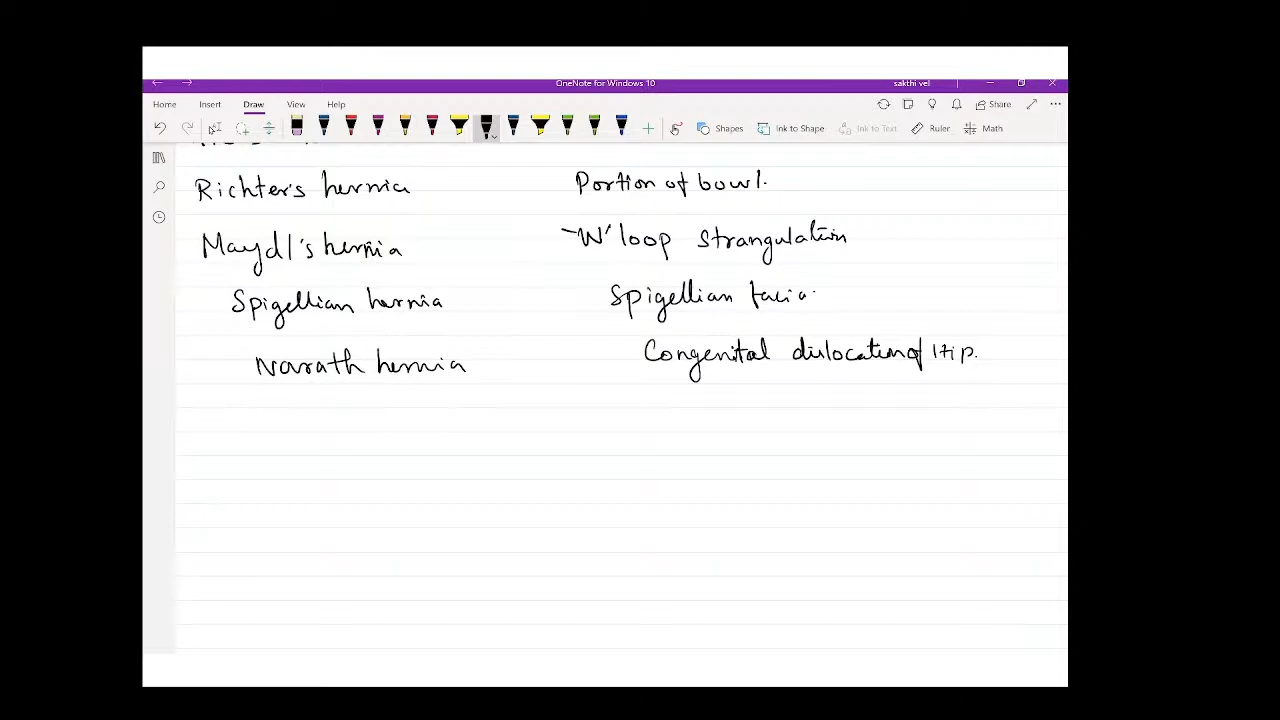 OneNote for Windows 10
sakthi vel
Home Insert Draw View Help
Share
Shapes Ink to Shape Ink to Text Ruler Math
Richter's hernia Portion of bowl.
Maydl's hernia "W" loop strangulation
Spigellian hernia Spigellian facia.
Narath hernia Congenital dislocation of Hip.